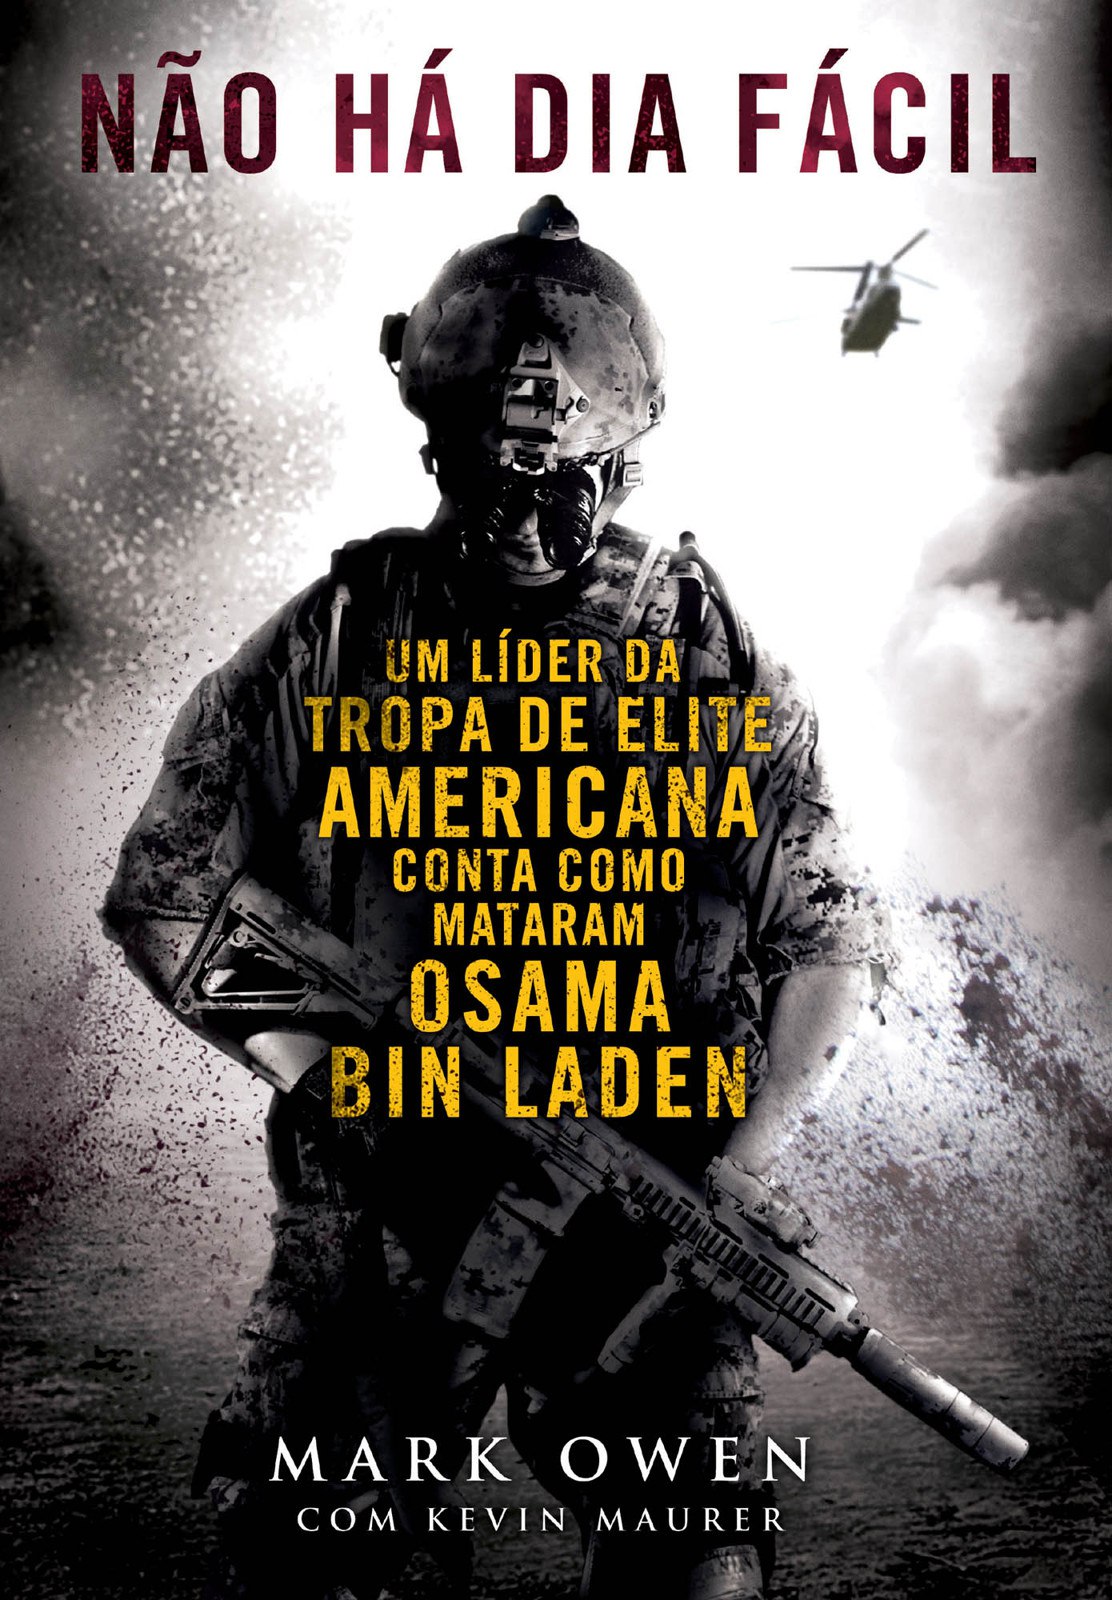 NÃO HÁ DIA FÁCIL
UM LÍDER DA
TROPA DE ELITE
AMERICANA
CONTA COMO
MATARAM
OSAMA
BIN LADEN
MARK OWEN
COM KEVIN MAURER